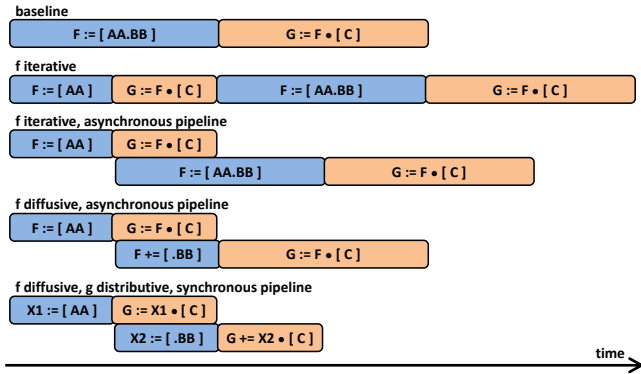 baseline
F := [ AA.BB ] G := F • [ C ]
f iterative
F := [ AA ] G := F • [ C ] F := [ AA.BB ] G := F • [ C ]
f iterative, asynchronous pipeline
F := [ AA ] G := F • [ C ]
F := [ AA.BB ] G := F • [ C ]
f diffusive, asynchronous pipeline
F := [ AA ] G := F • [ C ]
F += [ .BB ] G := F • [ C ]
f diffusive, g distributive, synchronous pipeline
X1 := [ AA ] G := X1 • [ C ]
X2 := [ .BB ] G += X2 • [ C ]
time